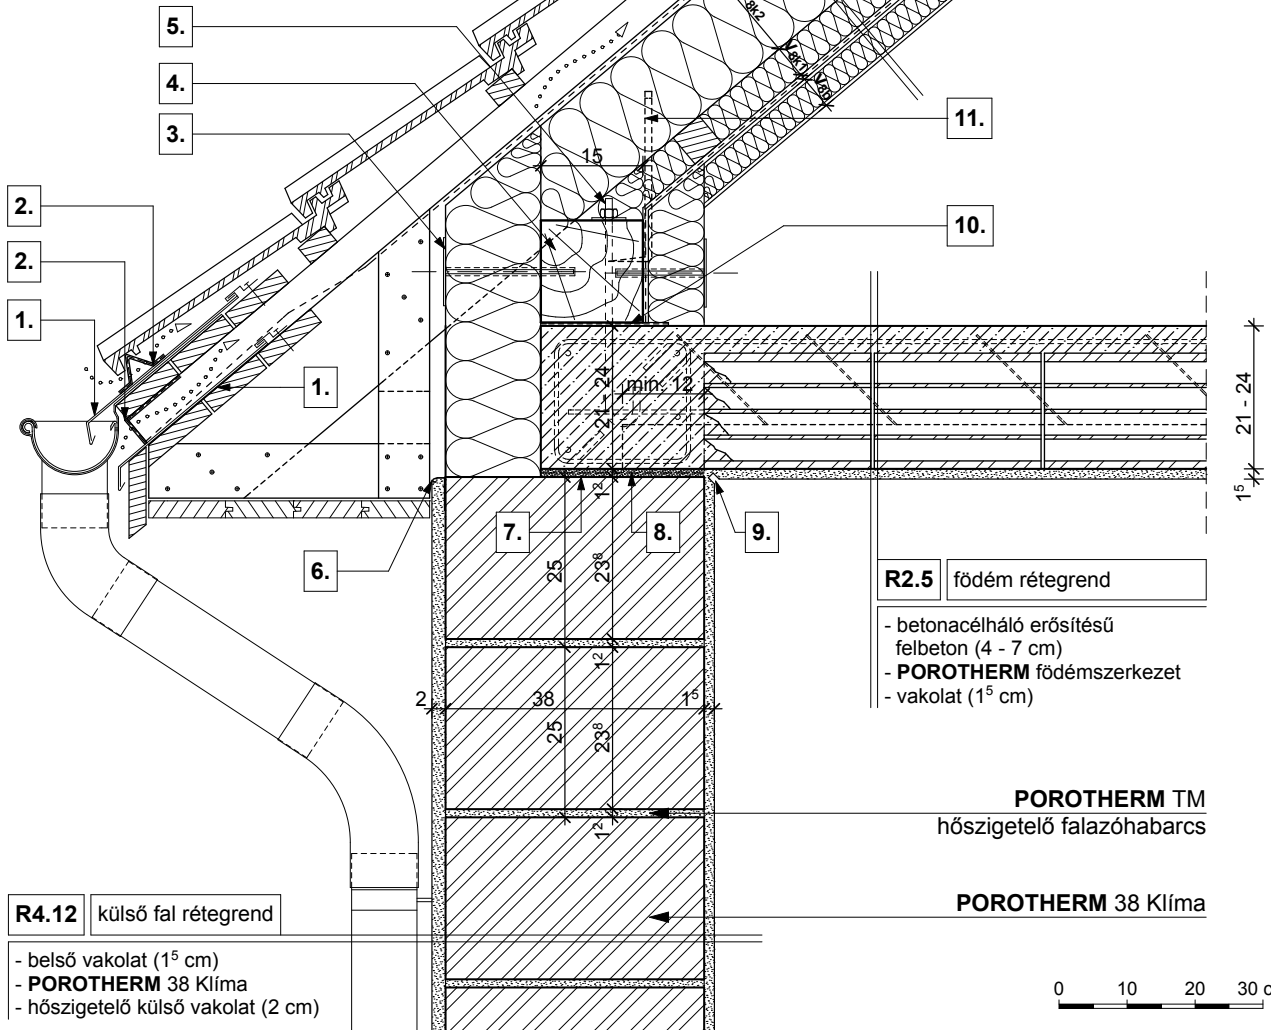 5.
4.
3.
2.
2.
1.
1.
11.
10.
8k2
8k1
15
21 - 24
min. 12
21 - 24
1⁵
7.
8.
9.
6.
1²
25
23⁸
R2.5 födém rétegrend
- betonacélháló erősítésű
felbeton (4 - 7 cm)
- POROTHERM födémszerkezet
- vakolat (1⁵ cm)
1²
2
38
1⁵
25
23⁸
1²
POROTHERM TM
hőszigetelő falazóhabarcs
POROTHERM 38 Klíma
R4.12 külső fal rétegrend
- belső vakolat (1⁵ cm)
- POROTHERM 38 Klíma
- hőszigetelő külső vakolat (2 cm)
0 10 20 30 c